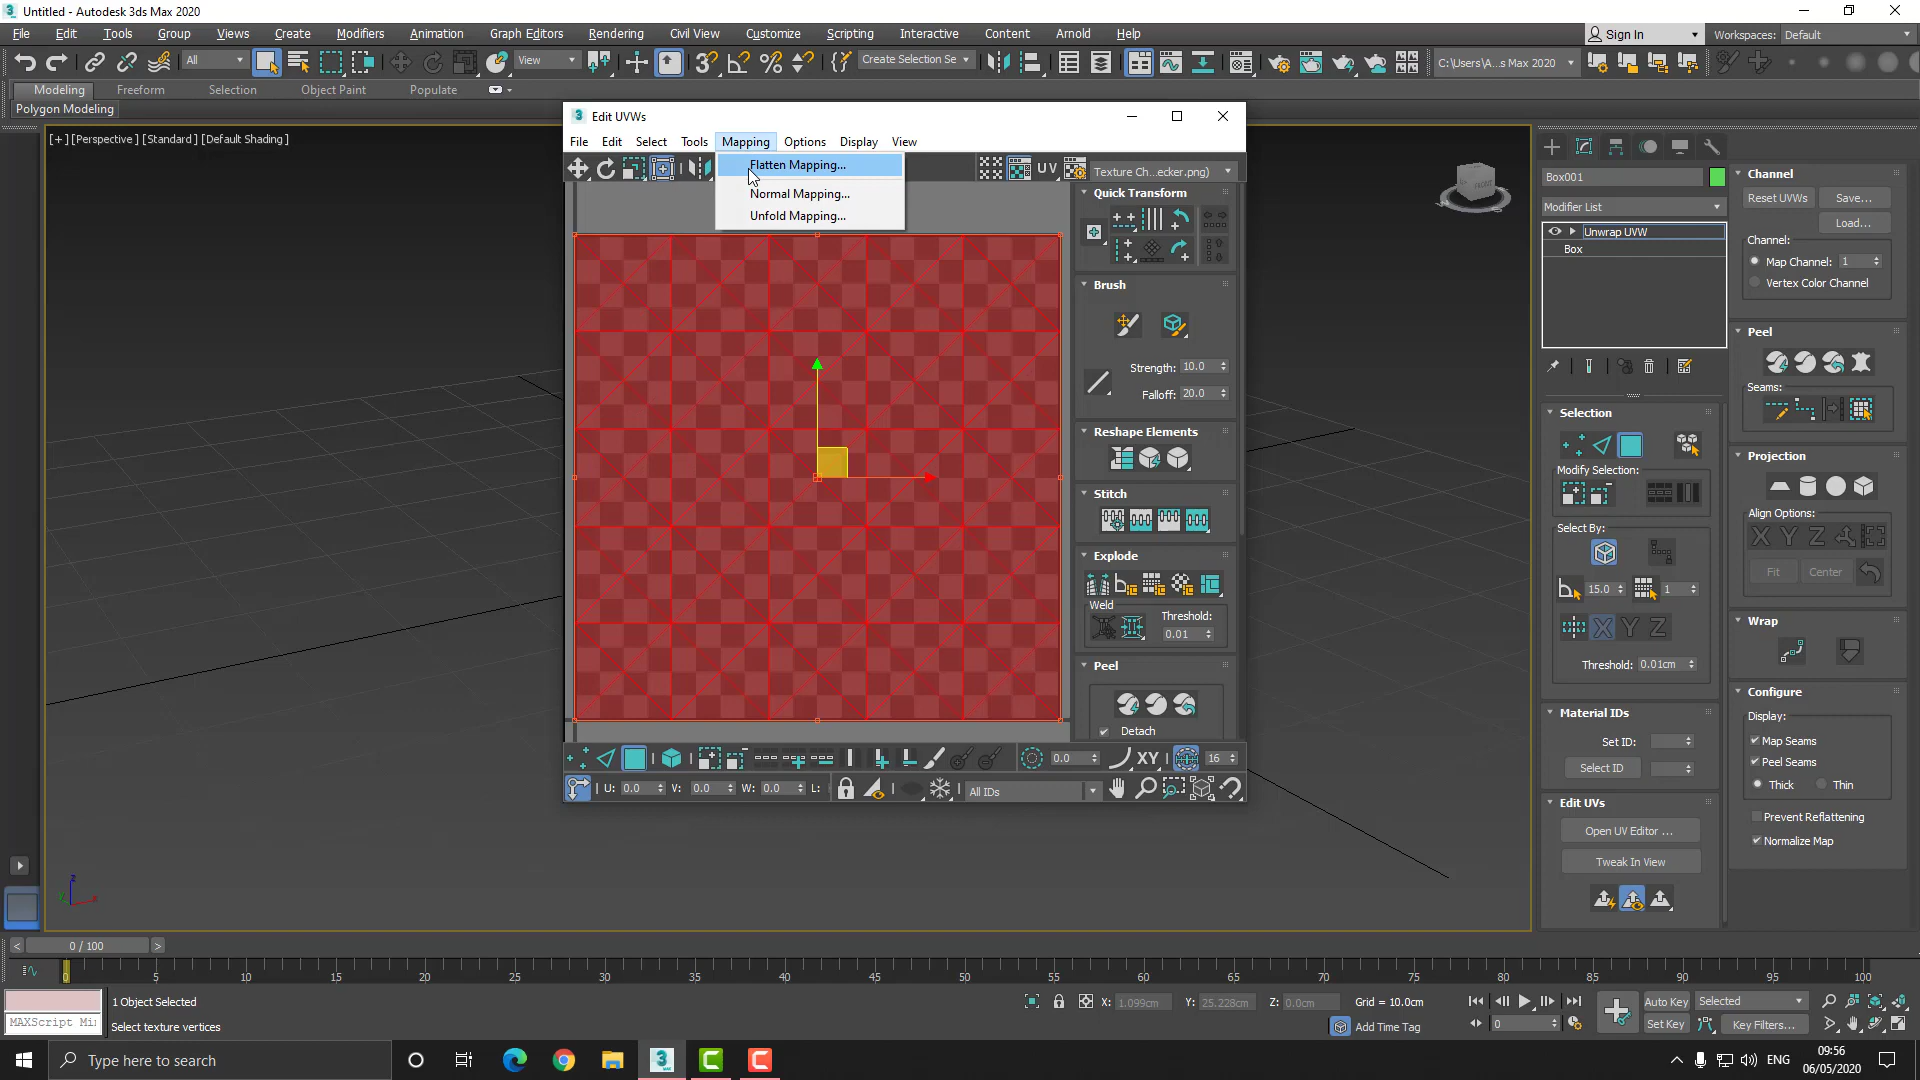 Untitled - Autodesk 3ds Max 2020
File Edit Tools Group Views Create Modifiers Animation Graph Editors Rendering Civil View Customize Scripting Interactive Content Arnold Help
Sign In
Workspaces: Default
All
View
Create Selection Se
C:\Users\A...s Max 2020
Modeling Freeform Selection Object Paint Populate
Polygon Modeling
[+] [Perspective] [Standard] [Default Shading]
Edit UVWs
File Edit Select Tools Mapping Options Display View
Flatten Mapping...
Normal Mapping...
Unfold Mapping...
UV
Texture Ch...ecker.png)
Quick Transform
Brush
Strength: 10.0
Falloff: 20.0
Reshape Elements
Stitch
Explode
Weld
Threshold:
0.01
Peel
Detach
0.0
XY
16
U: 0.0 V: 0.0 W: 0.0 L:
All IDs
FRONT
Box001
Modifier List
Unwrap UVW
Box
Selection
Modify Selection:
Select By:
15.0
1
X Y Z
Threshold: 0.01cm
Material IDs
Set ID:
Select ID
Edit UVs
Open UV Editor ...
Tweak In View
Channel
Reset UVWs Save...
Load...
Channel:
Map Channel: 1
Vertex Color Channel
Peel
Seams:
Projection
Align Options:
X Y Z
Fit Center
Wrap
Configure
Display:
Map Seams
Peel Seams
Thick Thin
Prevent Reflattening
Normalize Map
z
y
x
< 0 / 100 >
0 5 10 15 20 25 30 35 40 45 50 55 60 65 70 75 80 85 90 95 100
1 Object Selected
X: 1.099cm Y: 25.228cm Z: 0.0cm Grid = 10.0cm
Auto Key Selected
MAXScript Mi
Select texture vertices
Add Time Tag
0
Set Key Key Filters...
Type here to search
ENG
09:56
06/05/2020